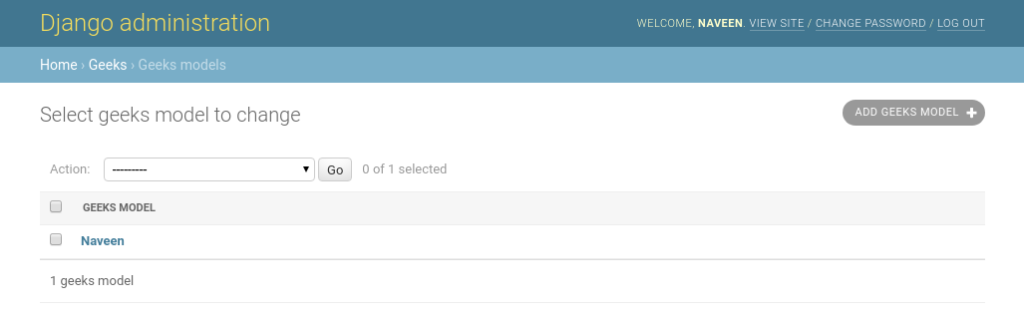 Django administration
WELCOME, NAVEEN. VIEW SITE / CHANGE PASSWORD / LOG OUT
Home › Geeks › Geeks models
Select geeks model to change
ADD GEEKS MODEL +
Action: --------- Go 0 of 1 selected
GEEKS MODEL
Naveen
1 geeks model